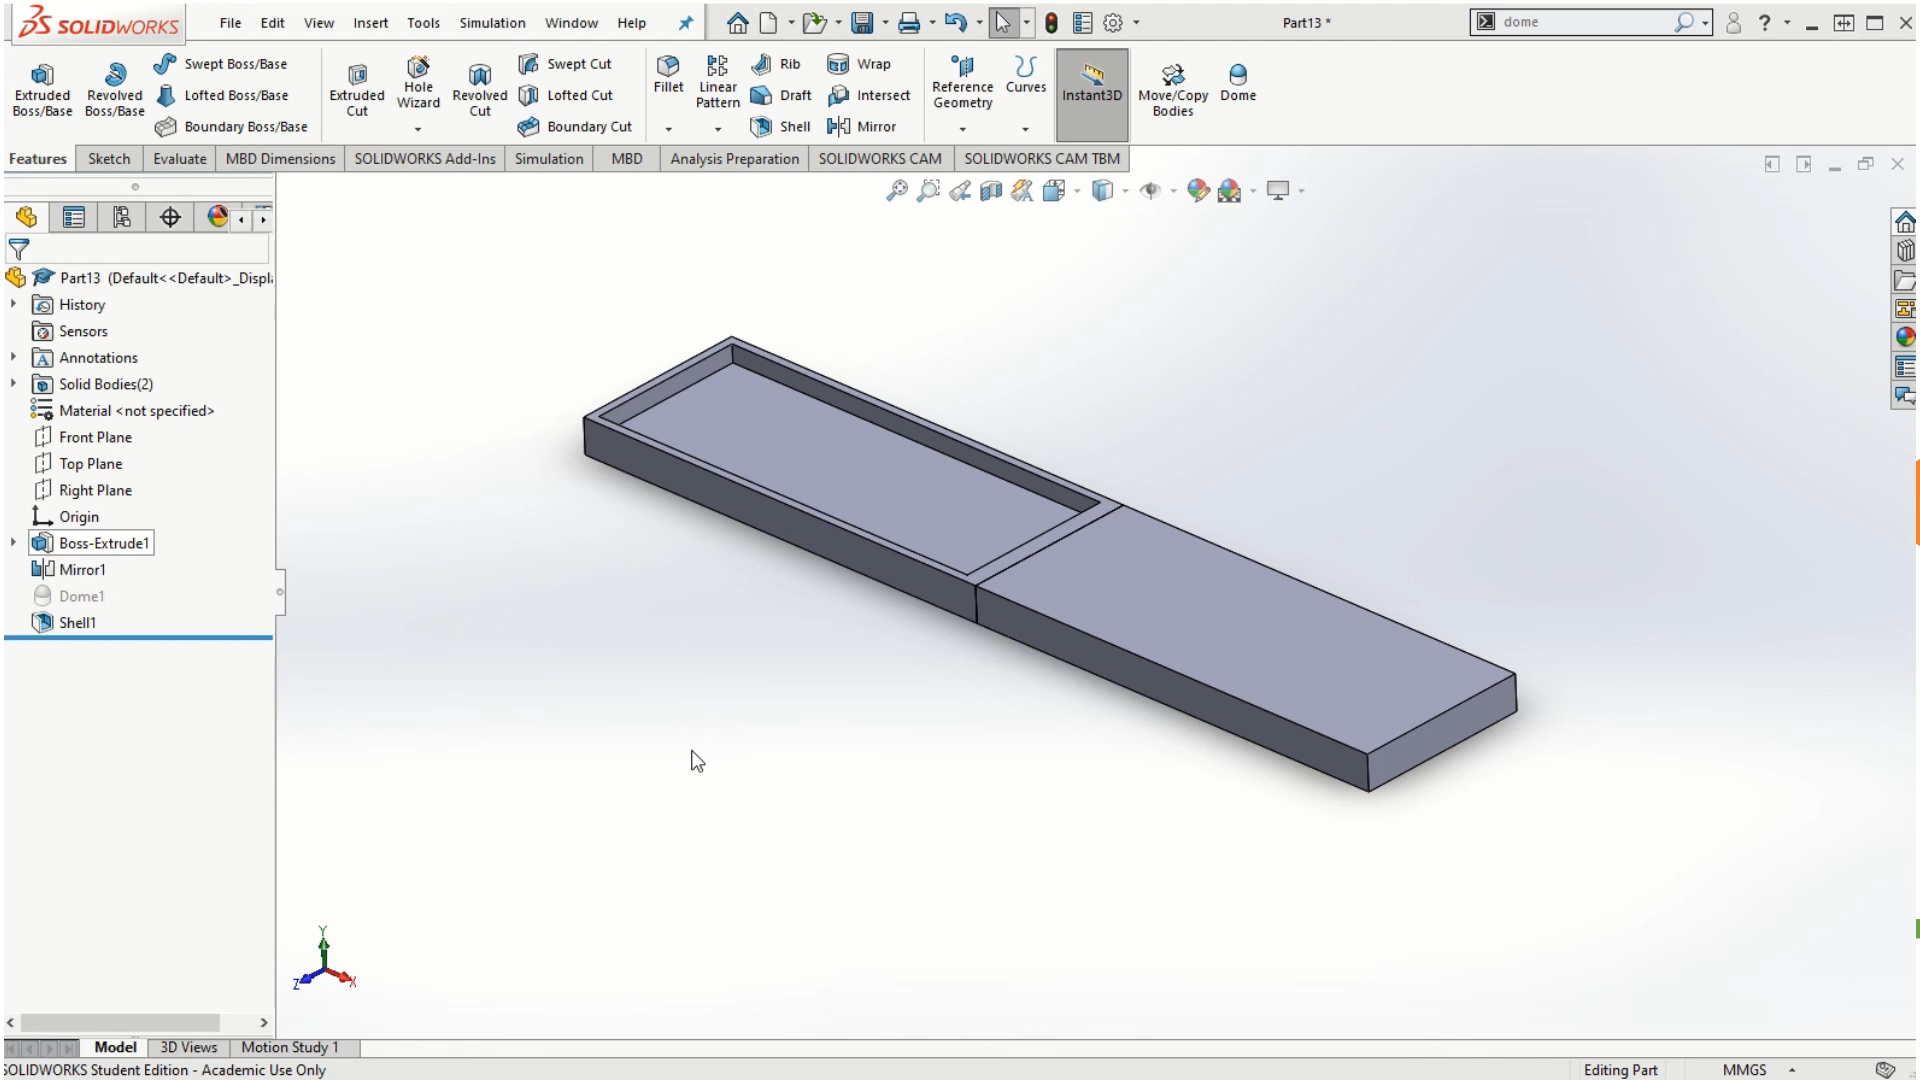 SOLIDWORKS File Edit View Insert Tools Simulation Window Help Part13 * dome ?
Extruded Boss/Base
Revolved Boss/Base
Swept Boss/Base
Lofted Boss/Base
Boundary Boss/Base
Extruded Cut
Hole Wizard
Revolved Cut
Swept Cut
Lofted Cut
Boundary Cut
Fillet
Linear Pattern
Rib
Draft
Shell
Wrap
Intersect
Mirror
Reference Geometry
Curves
Instant3D
Move/Copy Bodies
Dome
Features Sketch Evaluate MBD Dimensions SOLIDWORKS Add-Ins Simulation MBD Analysis Preparation SOLIDWORKS CAM SOLIDWORKS CAM TBM
Part13 (Default<<Default>_Displ
History
Sensors
Annotations
Solid Bodies(2)
Material <not specified>
Front Plane
Top Plane
Right Plane
Origin
Boss-Extrude1
Mirror1
Dome1
Shell1
Y
Z X
Model 3D Views Motion Study 1
SOLIDWORKS Student Edition - Academic Use Only Editing Part MMGS